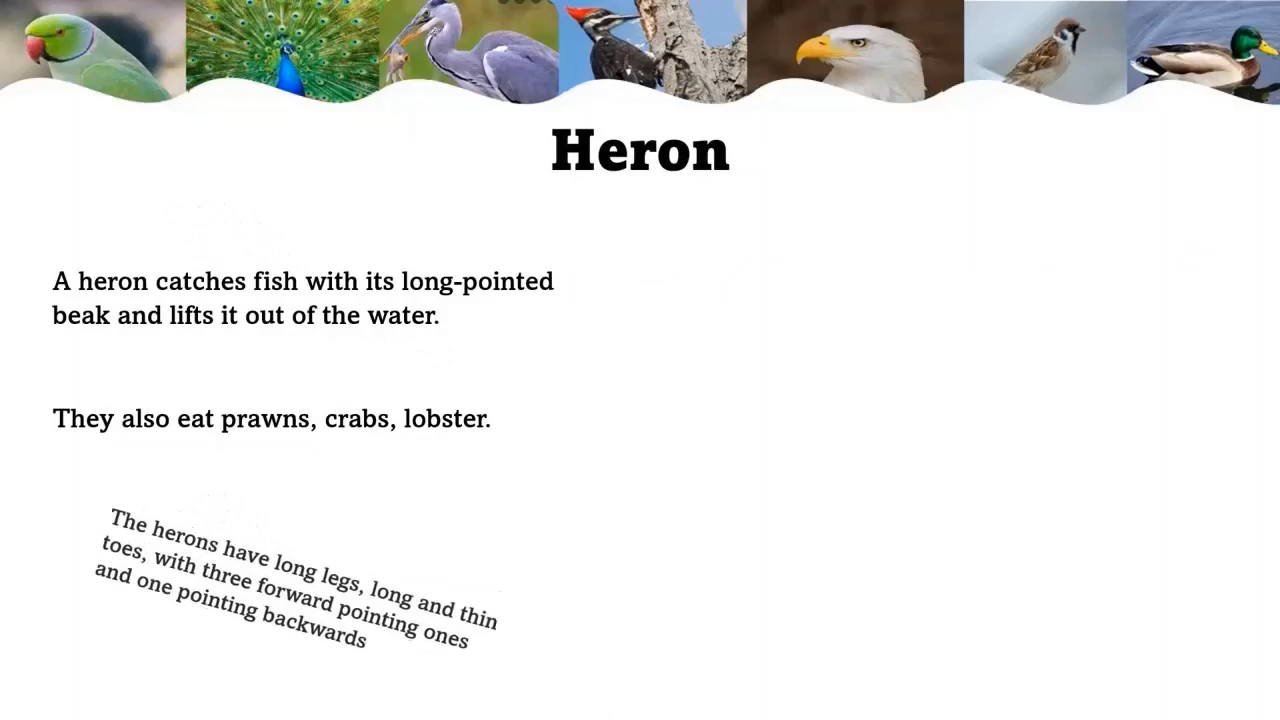 Heron
A heron catches fish with its long-pointed
beak and lifts it out of the water.
They also eat prawns, crabs, lobster.
The herons have long legs, long and thin
toes, with three forward pointing ones
and one pointing backwards